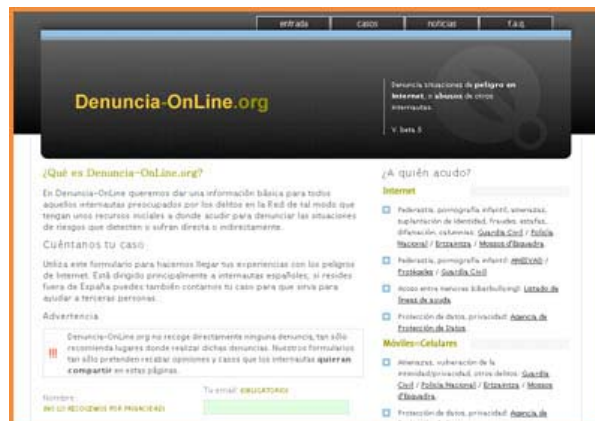 entrada casos noticias f.a.q.
Denuncia-OnLine.org
Denuncia situaciones de peligro en
Internet, o abusos de otros
internautas.
V. beta 3
¿Qué es Denuncia-OnLine.org?
En Denuncia-OnLine queremos dar una información básica para todos
aquellos internautas preocupados por los delitos en la Red de tal modo que
tengan unos recursos iniciales a donde acudir para denunciar las situaciones
de riesgos que detecten o sufran directa o indirectamente.
Cuéntanos tu caso
Utiliza este formulario para hacernos llegar tus experiencias con los peligros
de Internet. Está dirigido principalmente a internautas españoles, si resides
fuera de España puedes también contarnos tu caso para que sirva para
ayudar a terceras personas.
Advertencia
!!!
Denuncia-OnLine.org no recoge directamente ninguna denuncia, tan sólo
recomienda lugares donde realizar dichas denuncias. Nuestros formularios
tan sólo pretenden recabar opiniones y casos que los internautas quieran
compartir en estas páginas.
Nombre:
(NO LO RECOGEMOS POR PRIVACIDAD)
Tu email: (OBLIGATORIO)
¿A quién acudo?
Internet
Pederastia, pornografía infantil, amenazas,
suplantación de identidad, fraudes, estafas,
difamación, calumnias: Guardia Civil / Policía
Nacional / Ertzaintza / Mossos
d'Esquadra.
Pederastia, pornografía infantil: ANESVAD /
Protégeles / Guardia Civil
Acoso entre menores (ciberbullying): Listado de
líneas de ayuda.
Protección de datos, privacidad: Agencia de
Protección de Datos.
Móviles-Celulares
Amenazas, vulneración de la
intimidad/privacidad, otros delitos: Guardia
Civil / Policía Nacional / Ertzaintza / Mossos
d'Esquadra.
Protección de datos, privacidad: Agencia de